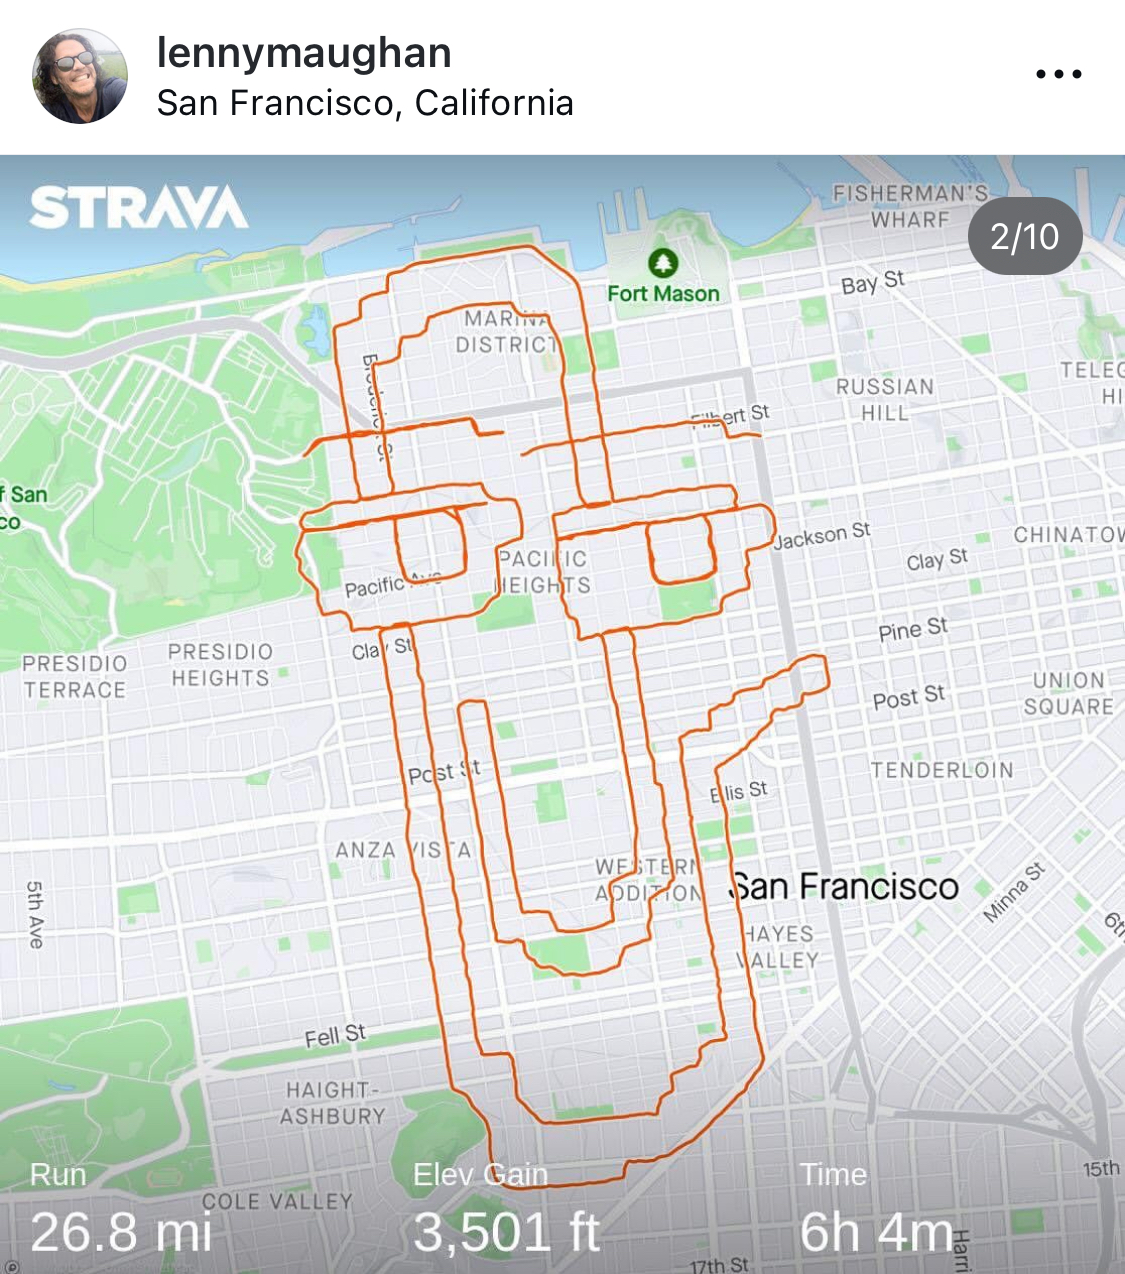 lennymaughan
San Francisco, California
STRAVA
2/10
FISHERMAN'S
WHARF
Fort Mason
Bay St
MARINA
DISTRICT
TELEG
HI
RUSSIAN
HILL
Filbert St
f San
co
Jackson St
CHINATOW
Clay St
PACIFIC
HEIGHTS
Pacific Ave
Pine St
Clay St
PRESIDIO
TERRACE
PRESIDIO
HEIGHTS
UNION
SQUARE
Post St
Post St
TENDERLOIN
Ellis St
ANZA VISTA
WESTERN
ADDITION
San Francisco
Minna St
5th Ave
6th
HAYES
VALLEY
Fell St
HAIGHT-
ASHBURY
15th
COLE VALLEY
Run
26.8 mi
Elev Gain
3,501 ft
Time
6h 4m
Harri
17th St